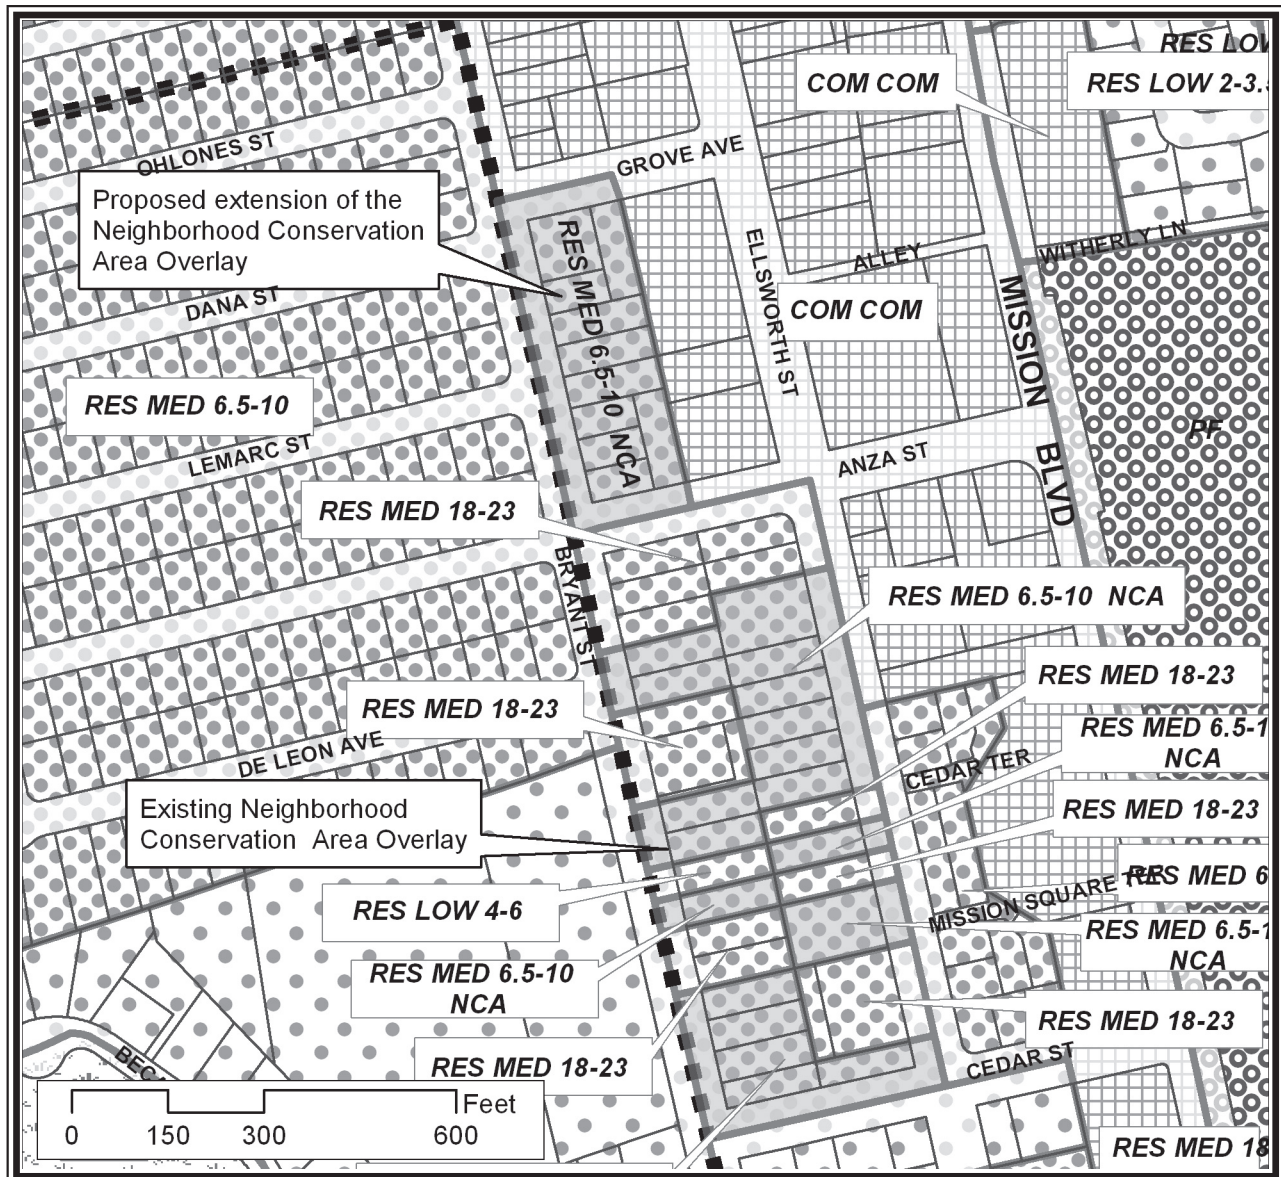 RES LOW
COM COM
RES LOW 2-3.5
OHLONES ST
GROVE AVE
Proposed extension of the
Neighborhood Conservation
Area Overlay
WITHERLY LN
ALLEY
DANA ST
RES MED 6.5-10 NCA
ELLSWORTH ST
COM COM
MISSION BLVD
RES MED 6.5-10
PF
LEMARC ST
ANZA ST
RES MED 18-23
BRYANT ST
RES MED 6.5-10 NCA
RES MED 18-23
RES MED 18-23
RES MED 6.5-1
NCA
DE LEON AVE
CEDAR TER
Existing Neighborhood
Conservation Area Overlay
RES MED 18-23
RES MED 6
MISSION SQUARE TER
RES LOW 4-6
RES MED 6.5-1
NCA
RES MED 6.5-10
NCA
RES MED 18-23
RES MED 18-23
CEDAR ST
BECA
Feet
0 150 300 600
RES MED 18